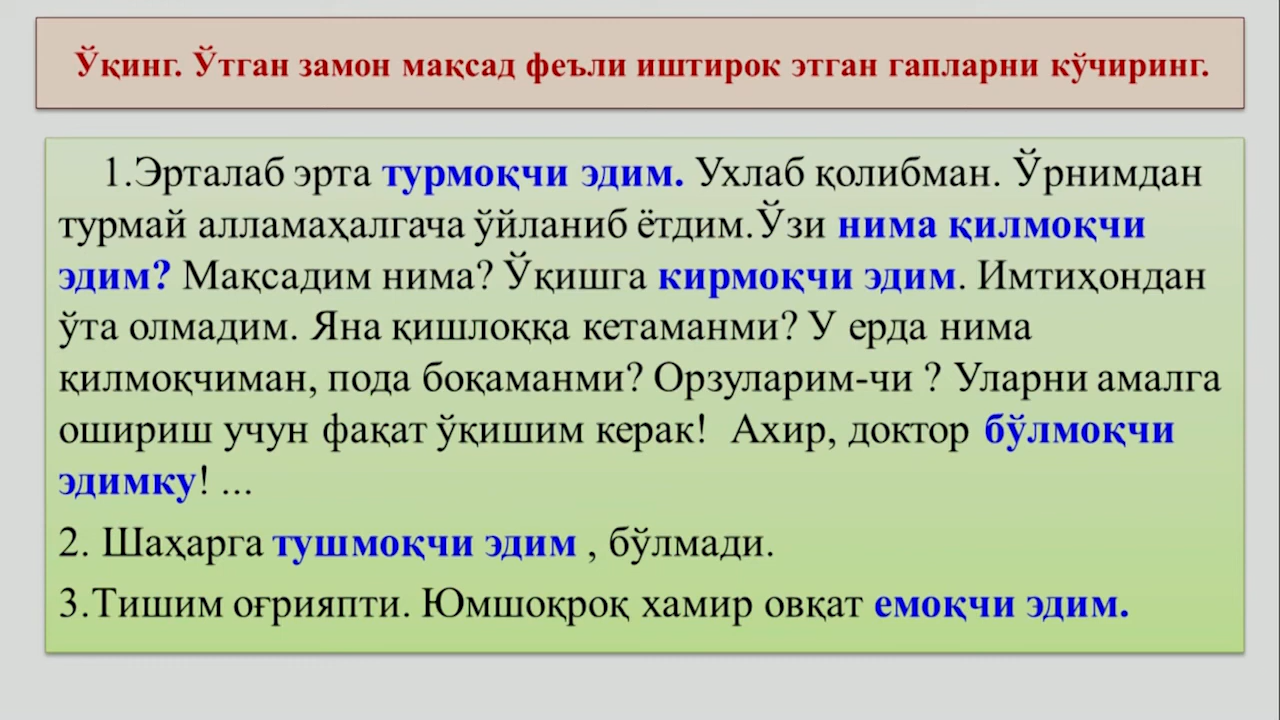 Ўқинг. Ўтган замон мақсад феъли иштирок этган гапларни кўчиринг.
1.Эрталаб эрта турмоқчи эдим. Ухлаб қолибман. Ўрнимдан
турмай алламаҳалгача ўйланиб ётдим.Ўзи нима қилмоқчи
эдим? Мақсадим нима? Ўқишга кирмоқчи эдим. Имтиҳондан
ўта олмадим. Яна қишлоққа кетаманми? У ерда нима
қилмоқчиман, пода боқаманми? Орзуларим-чи ? Уларни амалга
ошириш учун фақат ўқишим керак! Ахир, доктор бўлмоқчи
эдимку! ...
2. Шаҳарга тушмоқчи эдим , бўлмади.
3.Тишим оғрияпти. Юмшоқроқ хамир овқат емоқчи эдим.